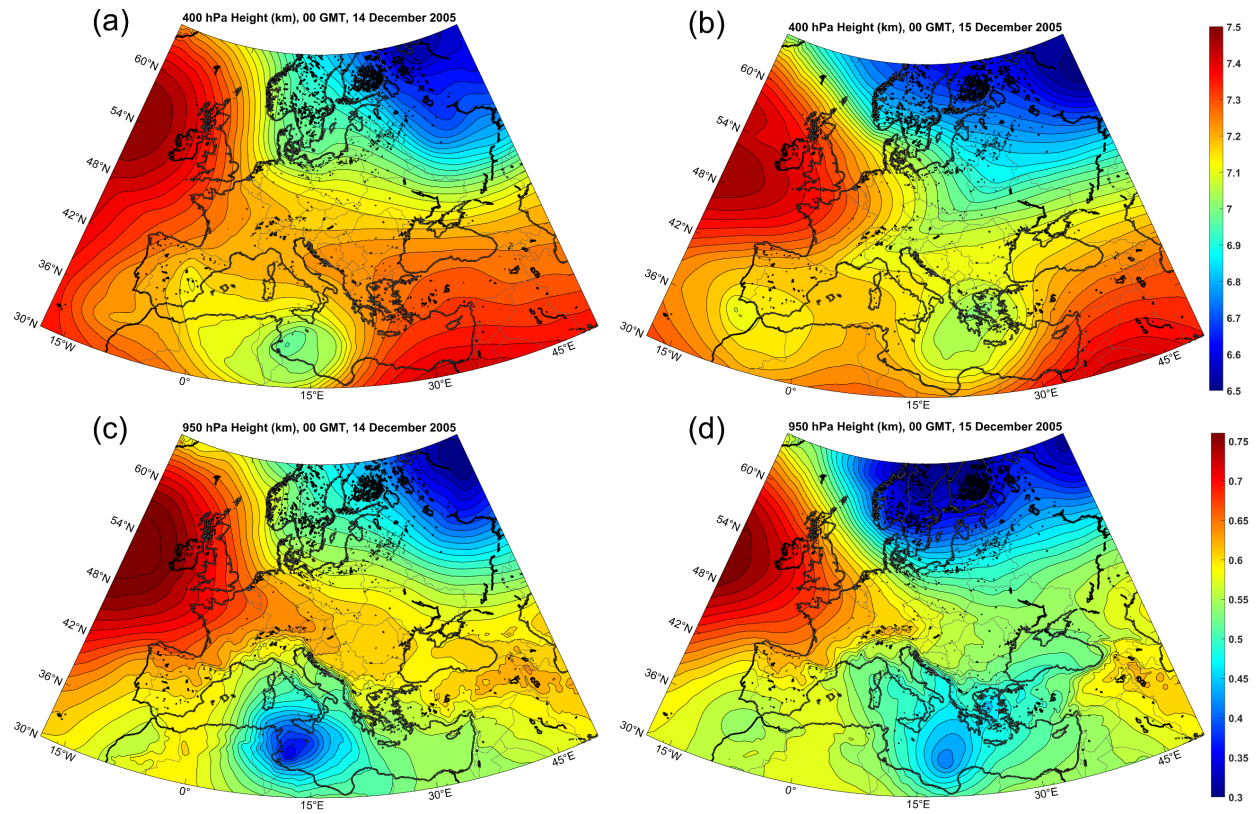 (a)
400 hPa Height (km), 00 GMT, 14 December 2005
60°N
54°N
48°N
42°N
36°N
30°N
15°W
0°
15°E
30°E
45°E
(b)
400 hPa Height (km), 00 GMT, 15 December 2005
60°N
54°N
48°N
42°N
36°N
30°N
15°W
0°
15°E
30°E
45°E
7.5
7.4
7.3
7.2
7.1
7
6.9
6.8
6.7
6.6
6.5
(c)
950 hPa Height (km), 00 GMT, 14 December 2005
60°N
54°N
48°N
42°N
36°N
30°N
15°W
0°
15°E
30°E
45°E
(d)
950 hPa Height (km), 00 GMT, 15 December 2005
60°N
54°N
48°N
42°N
36°N
30°N
15°W
0°
15°E
30°E
45°E
0.75
0.7
0.65
0.6
0.55
0.5
0.45
0.4
0.35
0.3